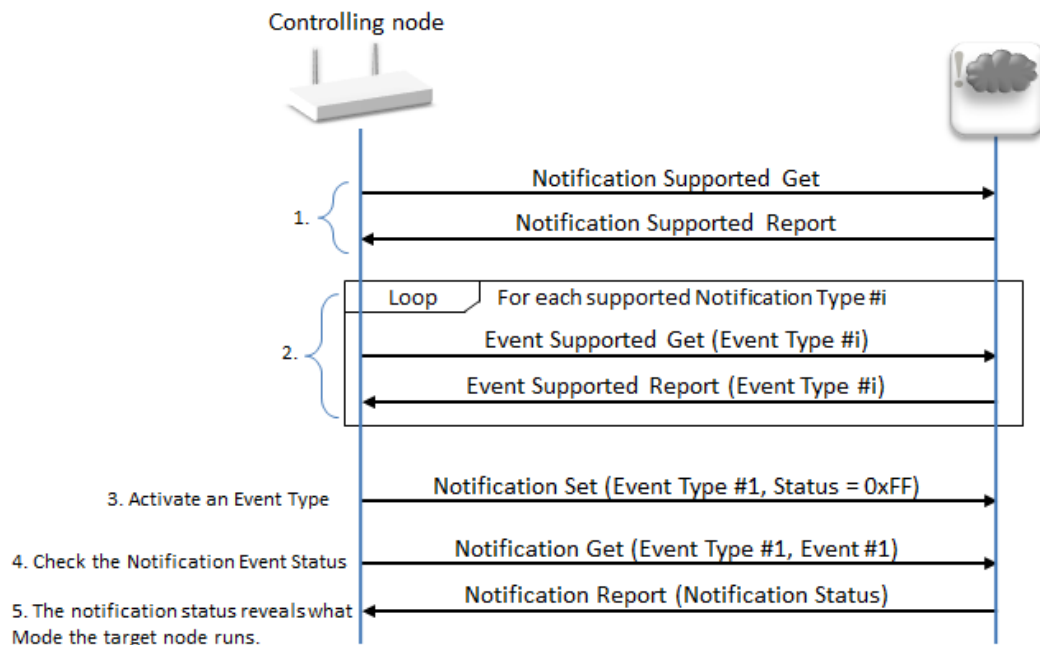 Controlling node
!
Notification Supported Get
1.
Notification Supported Report
Loop
For each supported Notification Type #i
Event Supported Get (Event Type #i)
2.
Event Supported Report (Event Type #i)
3. Activate an Event Type
Notification Set (Event Type #1, Status = 0xFF)
4. Check the Notification Event Status
Notification Get (Event Type #1, Event #1)
Notification Report (Notification Status)
5. The notification status reveals what
Mode the target node runs.